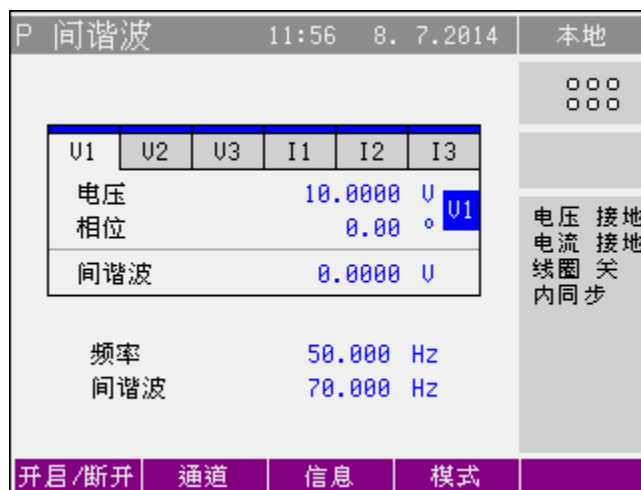 P 间谐波 11:56 8. 7.2014 本地
V1 V2 V3 I1 I2 I3
电压 10.0000 V
V1
相位 0.00 °
间谐波 0.0000 V
频率 50.000 Hz
间谐波 70.000 Hz
电压 接地
电流 接地
线圈 关
内同步
开启/断开 通道 信息 模式